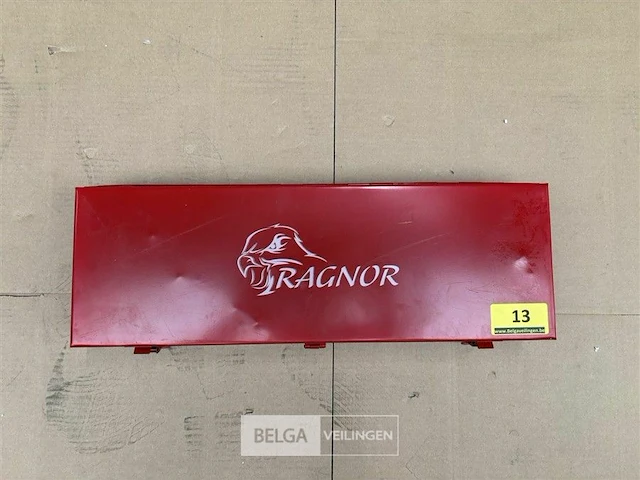 RAGNOR
13
www.Belgaveilingen.be
BELGA VEILINGEN